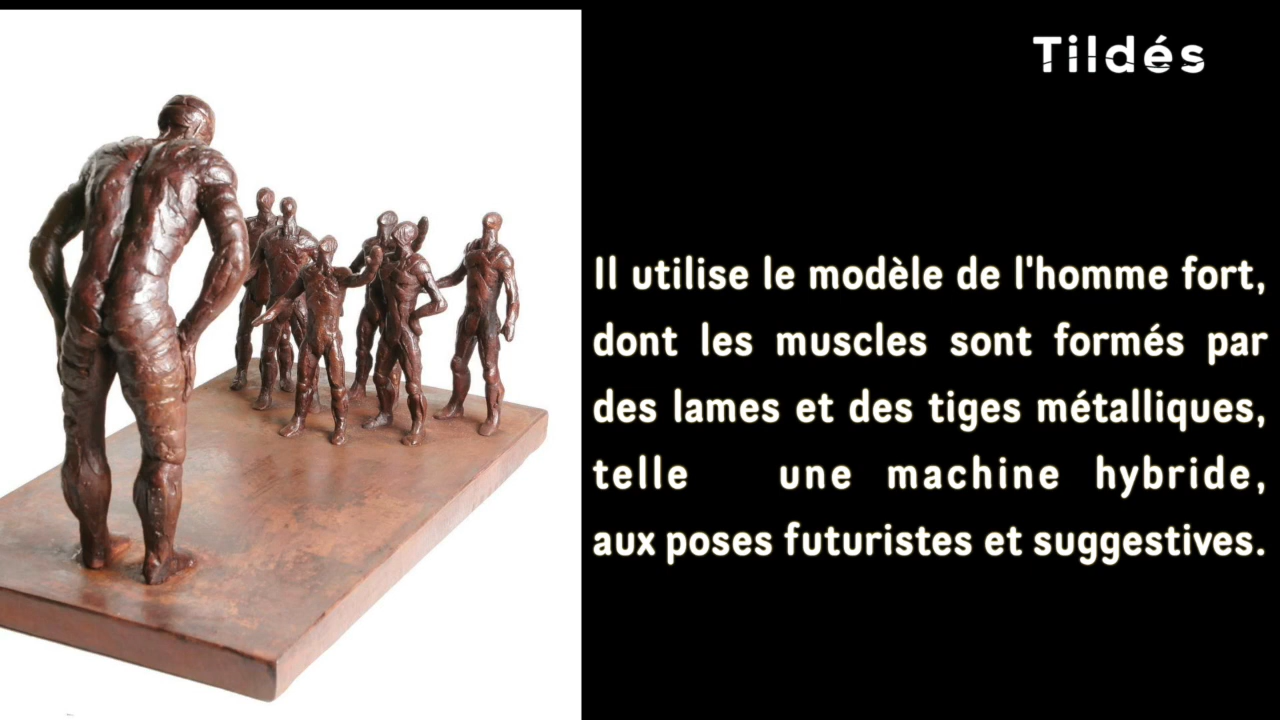 Tildés
Il utilise le modèle de l'homme fort,
dont les muscles sont formés par
des lames et des tiges métalliques,
telle une machine hybride,
aux poses futuristes et suggestives.